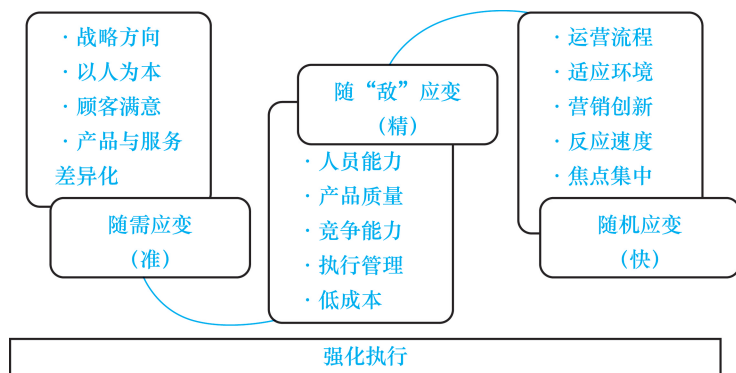 · 战略方向
· 以人为本
· 顾客满意
· 产品与服务
差异化
随需应变
（准）
随“敌”应变
（精）
· 人员能力
· 产品质量
· 竞争能力
· 执行管理
· 低成本
· 运营流程
· 适应环境
· 营销创新
· 反应速度
· 焦点集中
随机应变
（快）
强化执行